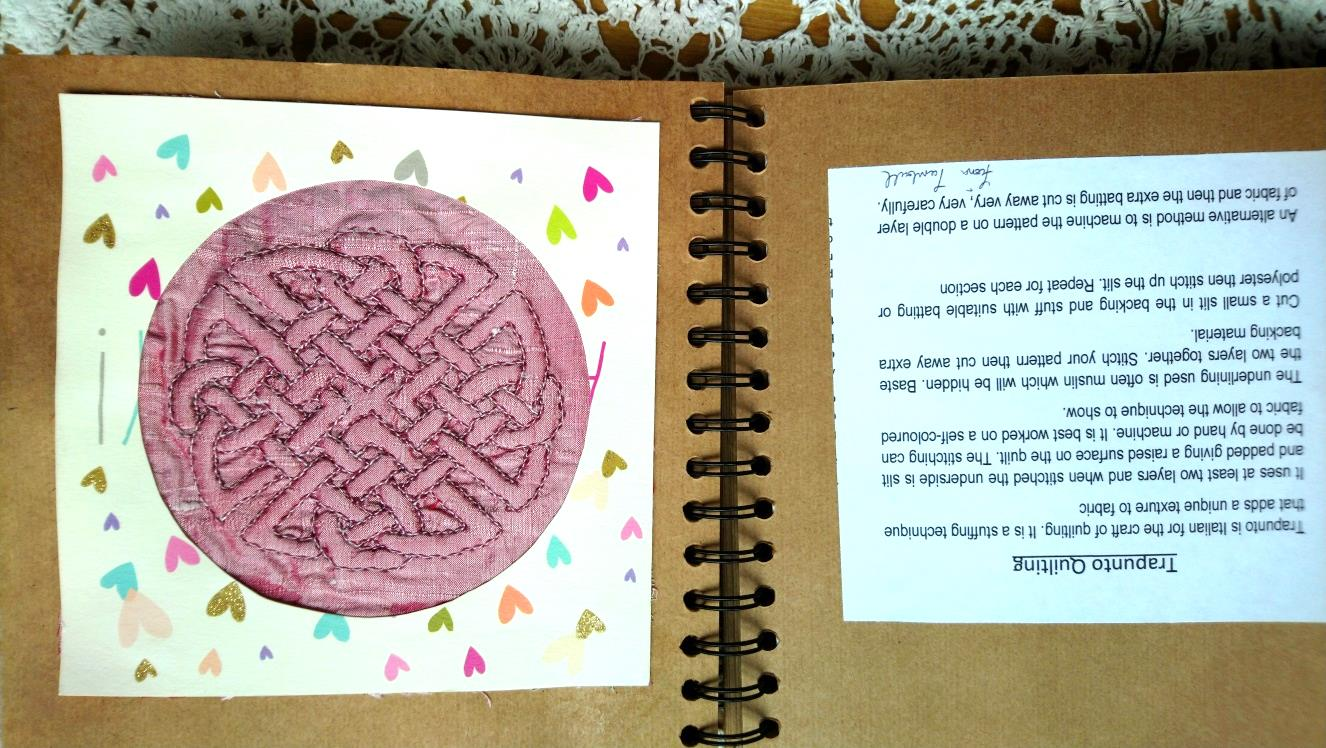 Trapunto Quilting
Trapunto is Italian for the craft of quilting. It is a stuffing technique
that adds a unique texture to fabric
It uses at least two layers and when stitched the underside is slit
and padded giving a raised surface on the quilt. The stitching can
be done by hand or machine. It is best worked on a self-coloured
fabric to allow the technique to show.
The underlining used is often muslin which will be hidden. Baste
the two layers together. Stitch your pattern then cut away extra
backing material.
Cut a small slit in the backing and stuff with suitable batting or
polyester then stitch up the slit. Repeat for each section
An alternative method is to machine the pattern on a double layer
of fabric and then the extra batting is cut away very, very carefully.